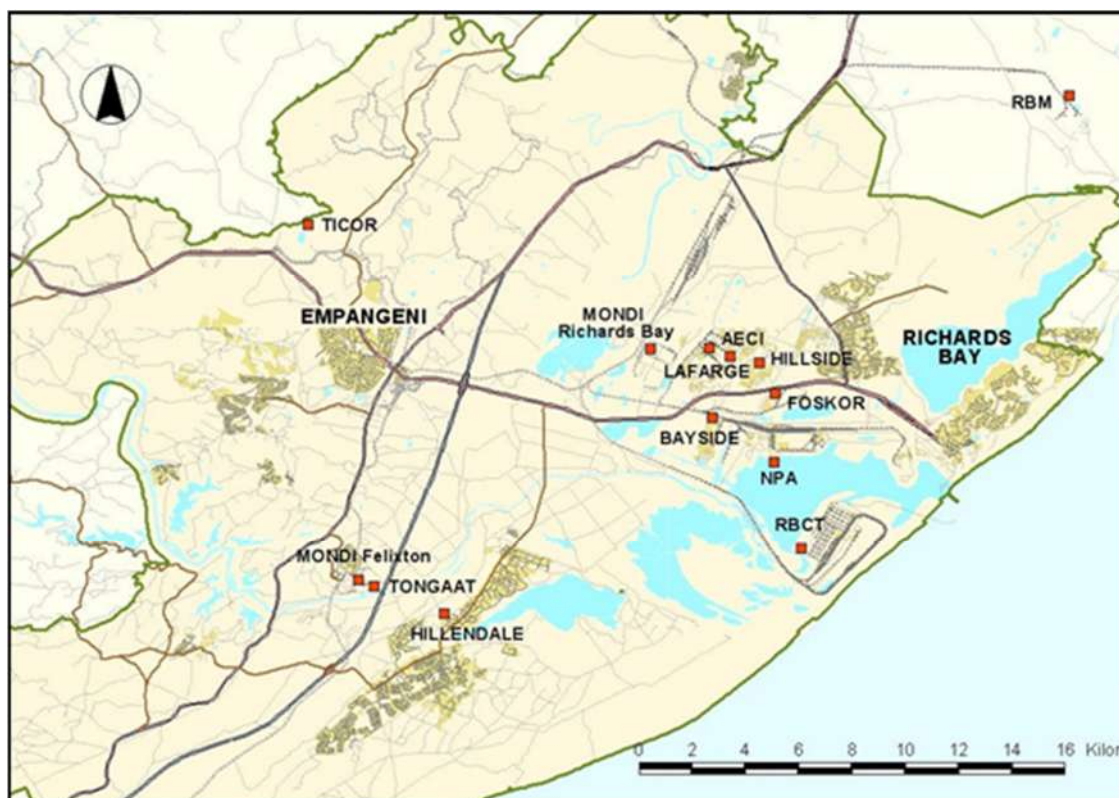 RBM
TICOR
EMPANGENI
MONDI
Richards Bay
AECI
LAFARGE
HILLSIDE
RICHARDS
BAY
FOSKOR
BAYSIDE
NPA
RBCT
MONDI Felixton
TONGAAT
HILLENDALE
0 2 4 6 8 10 12 14 16 Kilor